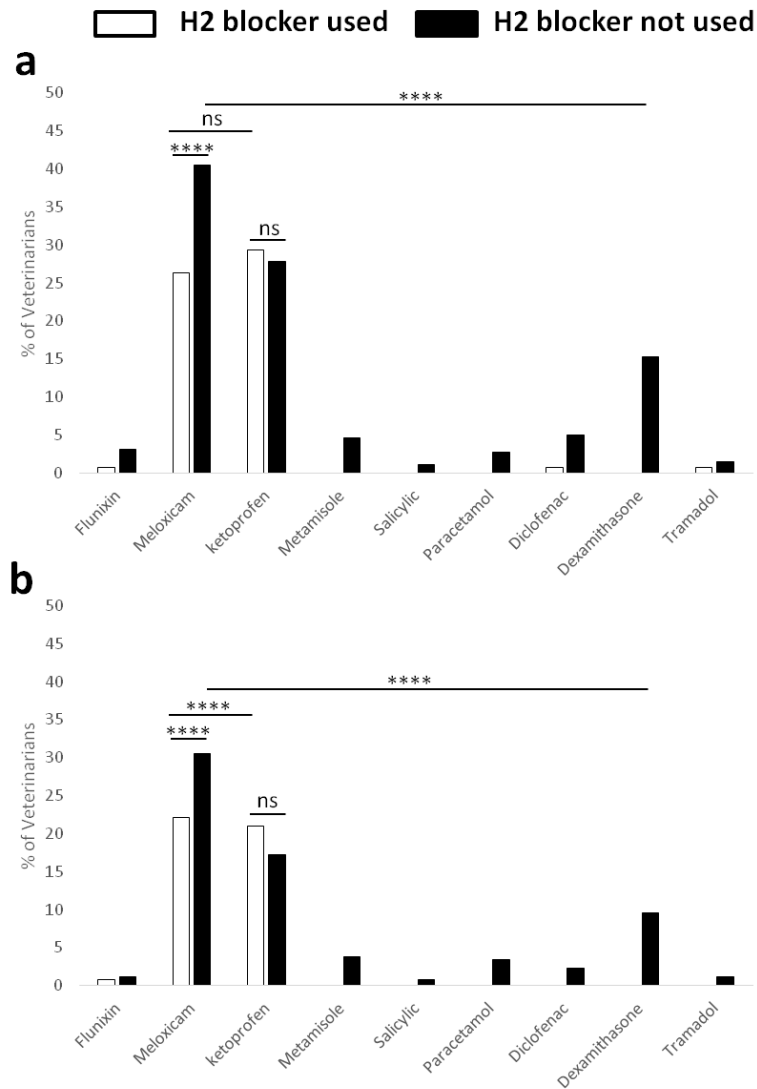 H2 blocker used H2 blocker not used
a
% of Veterinarians
50
45
40
35
30
25
20
15
10
5
0
****
ns
****
ns
Flunixin
Meloxicam
ketoprofen
Metamisole
Salicylic
Paracetamol
Diclofenac
Dexamithasone
Tramadol
b
% of Veterinarians
50
45
40
35
30
25
20
15
10
5
0
****
****
****
ns
Flunixin
Meloxicam
ketoprofen
Metamisole
Salicylic
Paracetamol
Diclofenac
Dexamithasone
Tramadol